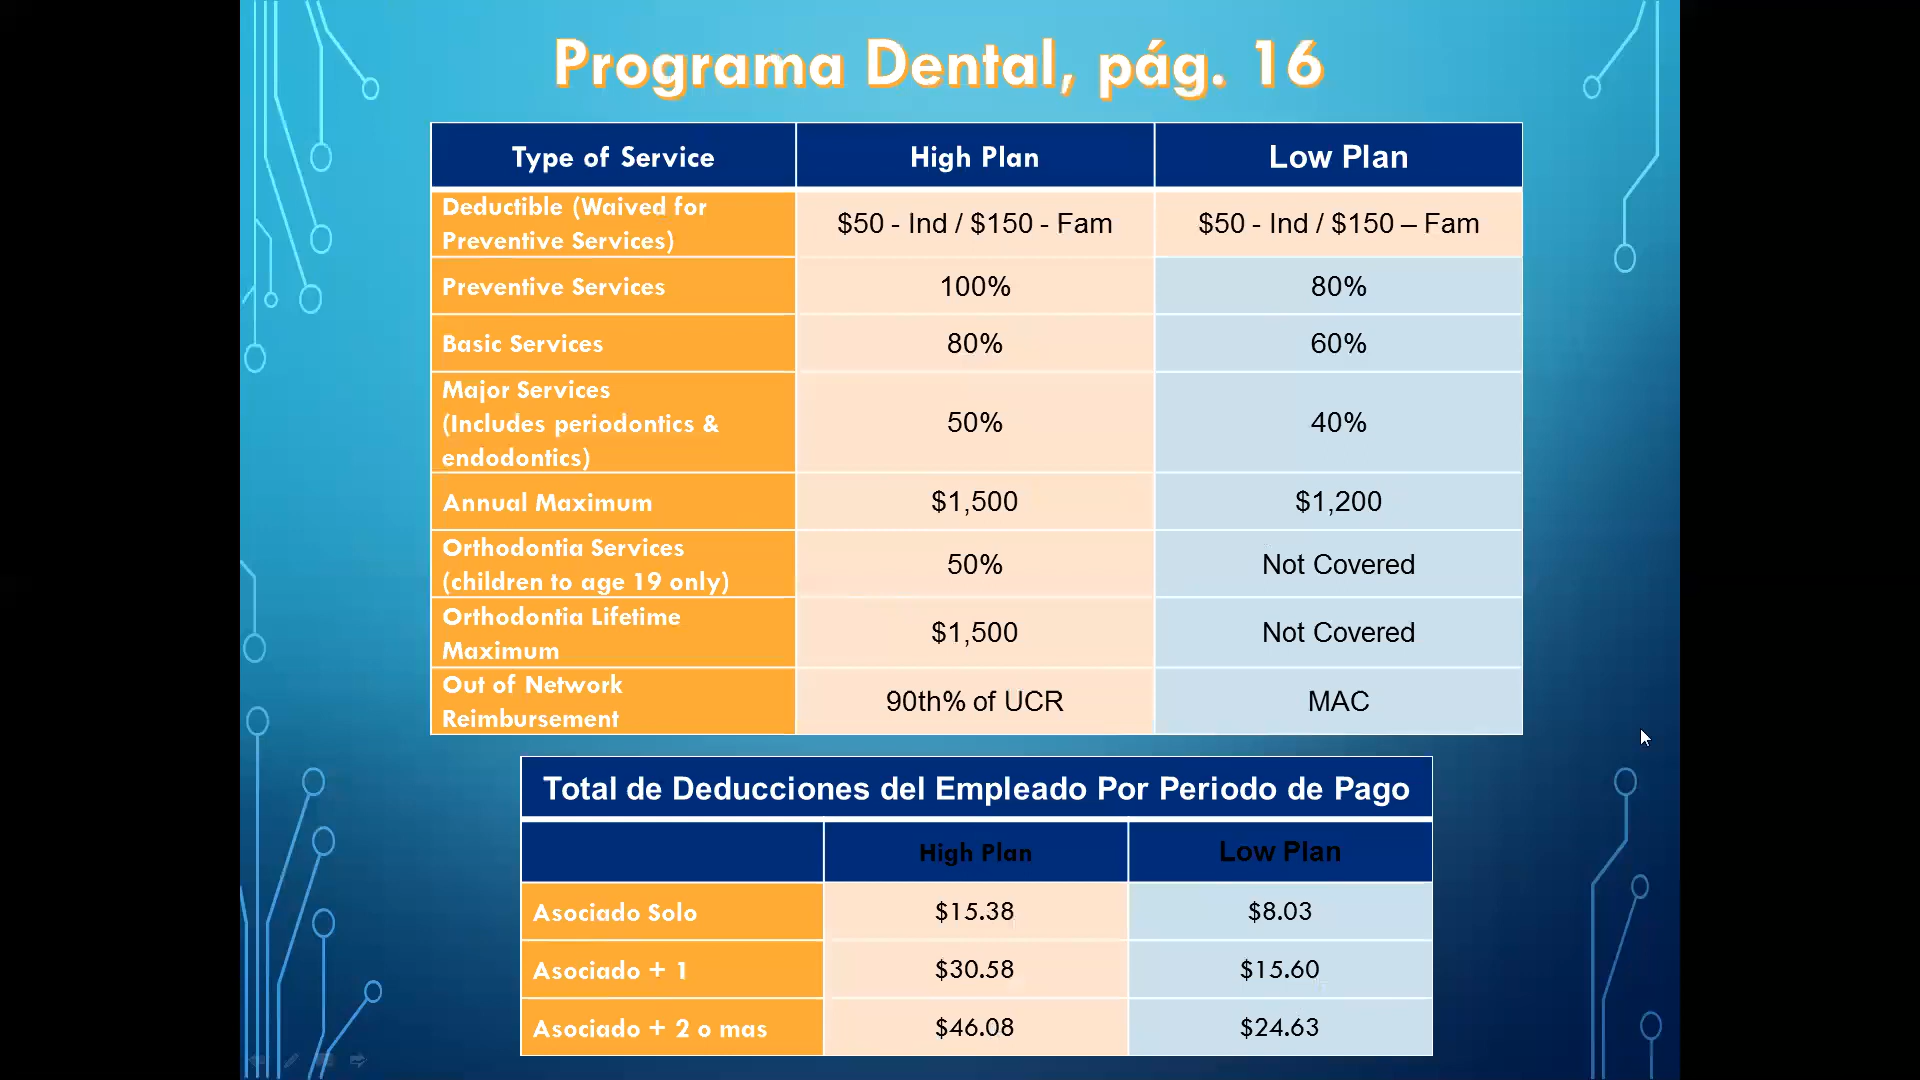 Programa Dental, pág. 16
Type of Service
High Plan
Low Plan
Deductible (Waived for
Preventive Services)
$50 - Ind / $150 - Fam
$50 - Ind / $150 – Fam
Preventive Services
100%
80%
Basic Services
80%
60%
Major Services
(Includes periodontics &
endodontics)
50%
40%
Annual Maximum
$1,500
$1,200
Orthodontia Services
(children to age 19 only)
50%
Not Covered
Orthodontia Lifetime
Maximum
$1,500
Not Covered
Out of Network
Reimbursement
90th% of UCR
MAC
Total de Deducciones del Empleado Por Periodo de Pago
High Plan
Low Plan
Asociado Solo
$15.38
$8.03
Asociado + 1
$30.58
$15.60
Asociado + 2 o mas
$46.08
$24.63